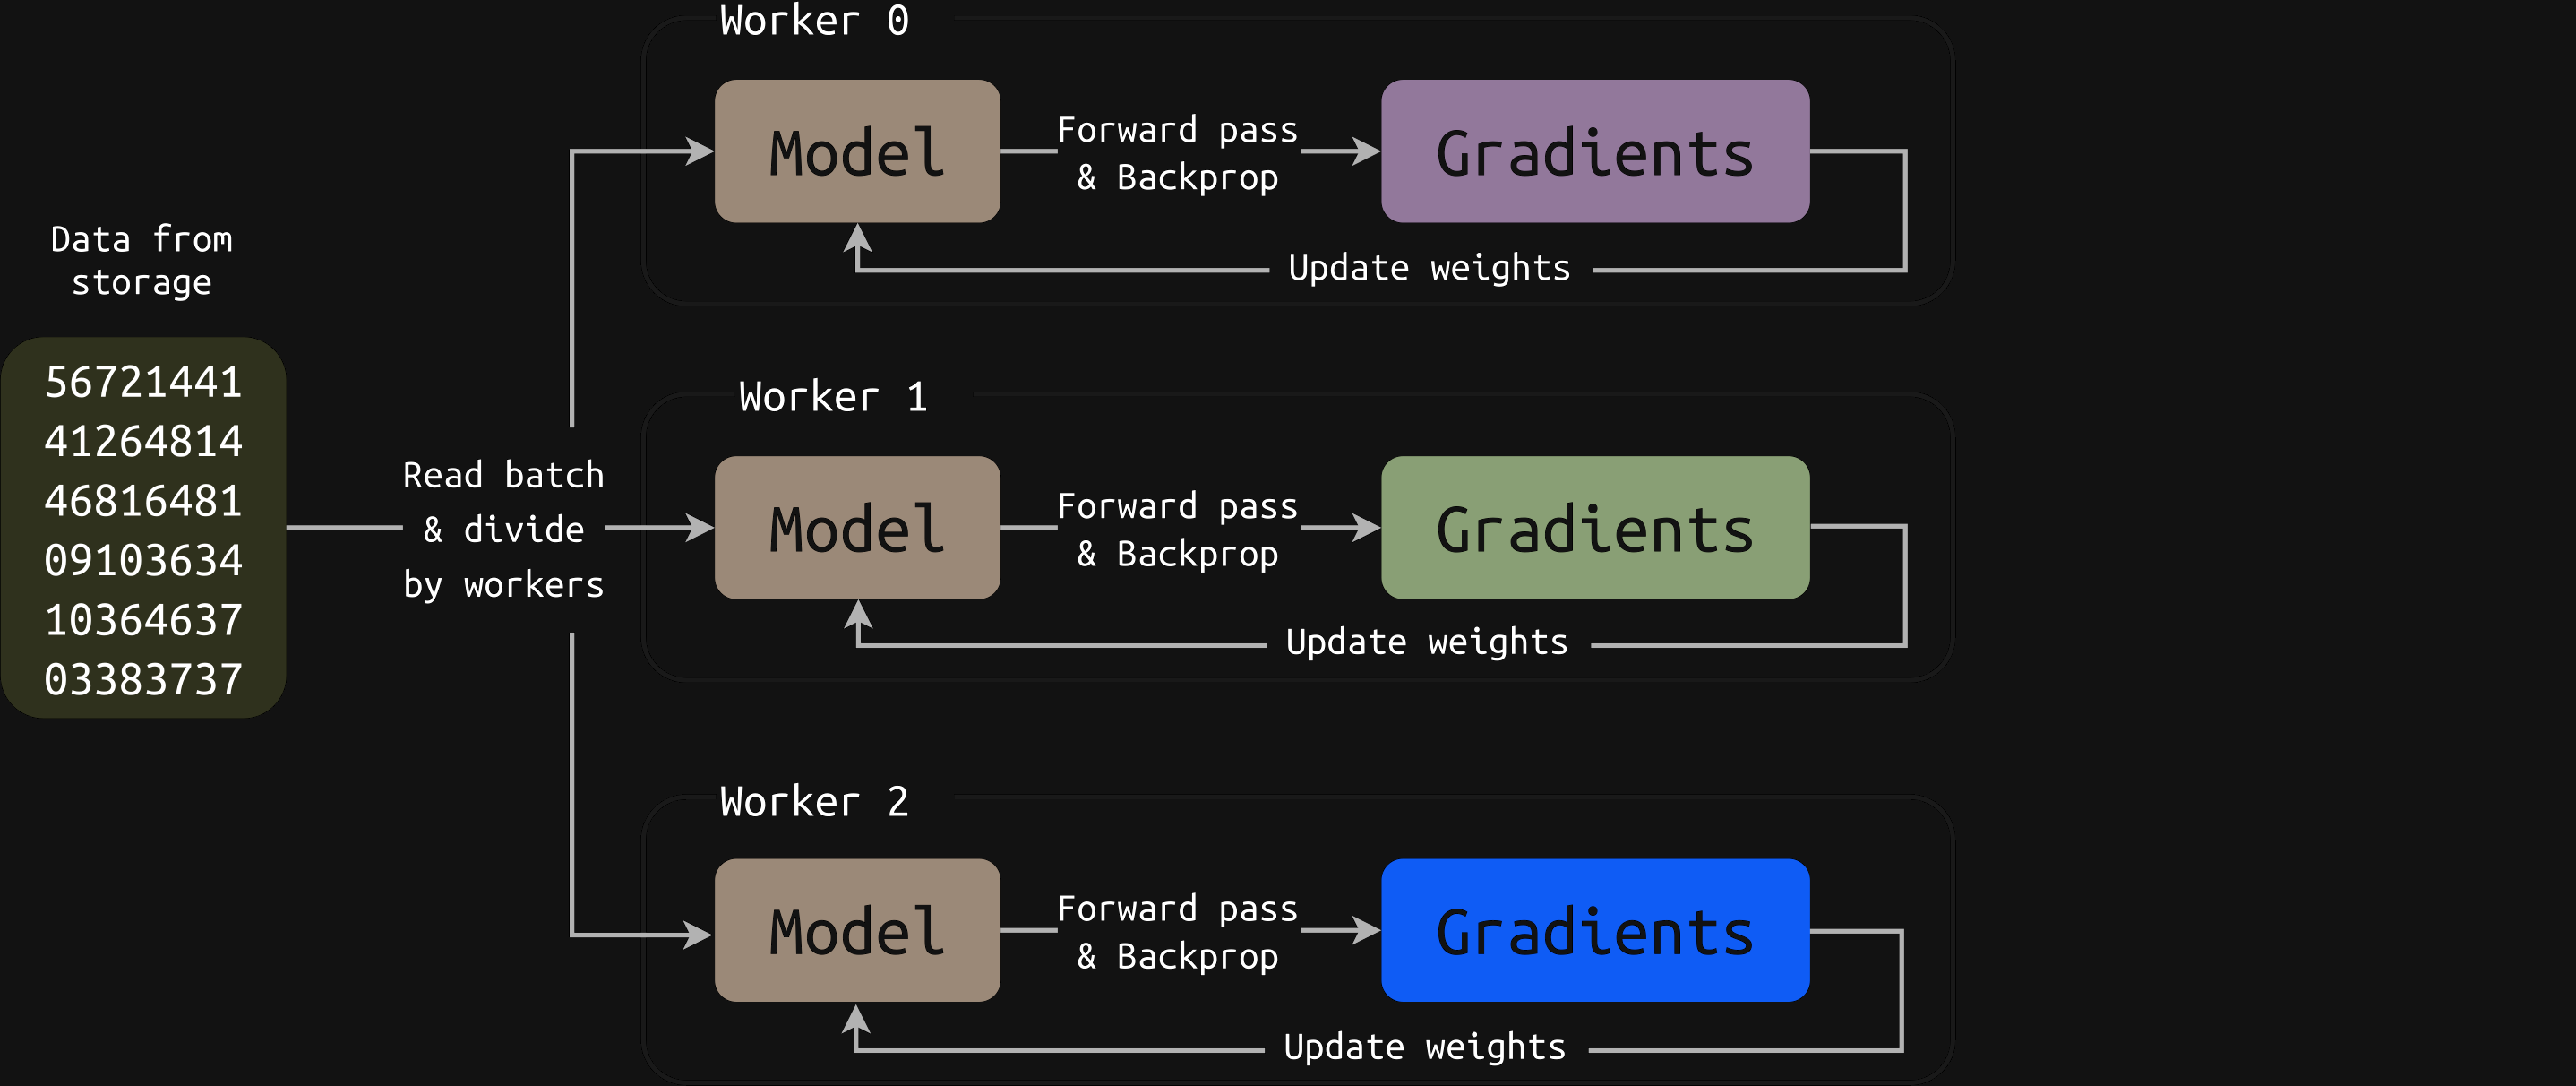 Data from
storage
56721441
41264814
46816481
09103634
10364637
03383737
Read batch
& divide
by workers
Worker 0
Model
Forward pass
& Backprop
Gradients
Update weights
Worker 1
Model
Forward pass
& Backprop
Gradients
Update weights
Worker 2
Model
Forward pass
& Backprop
Gradients
Update weights